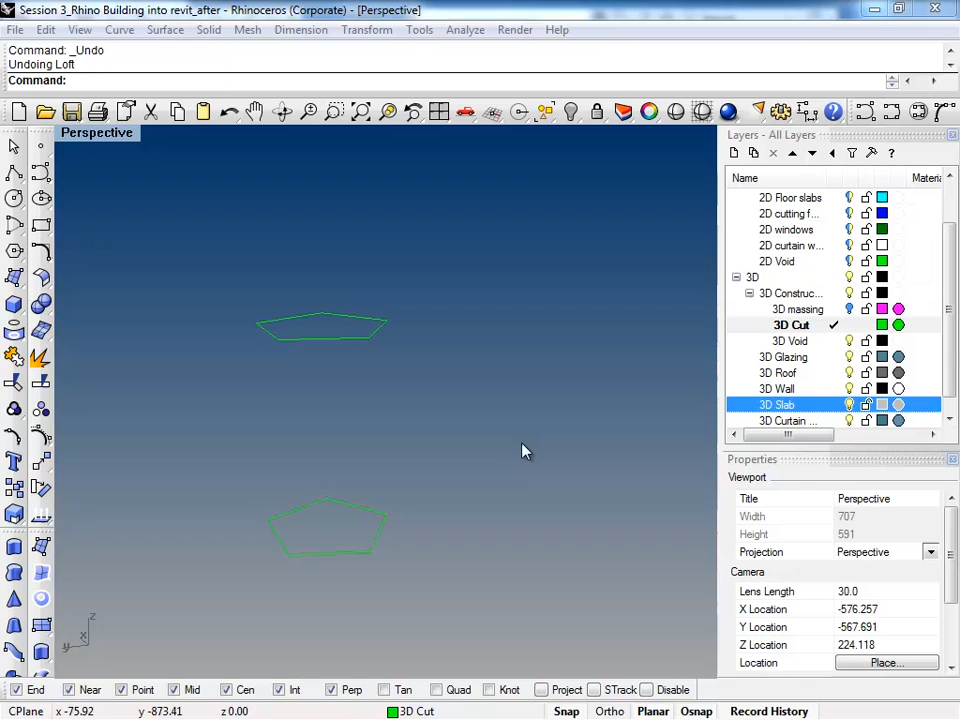 Session 3_Rhino Building into revit_after - Rhinoceros (Corporate) - [Perspective]
File Edit View Curve Surface Solid Mesh Dimension Transform Tools Analyze Render Help
Command: _Undo
Undoing Loft
Command:
Perspective
Layers - All Layers
Name Materia
2D Floor slabs
2D cutting f...
2D windows
2D curtain w...
2D Void
3D
3D Construc...
3D massing
3D Cut
3D Void
3D Glazing
3D Roof
3D Wall
3D Slab
3D Curtain ...
Properties
Viewport
Title Perspective
Width 707
Height 591
Projection Perspective
Camera
Lens Length 30.0
X Location -576.257
Y Location -567.691
Z Location 224.118
Location Place...
z
x
y
End Near Point Mid Cen Int Perp Tan Quad Knot Project STrack Disable
CPlane x -75.92 y -873.41 z 0.00 3D Cut Snap Ortho Planar Osnap Record History